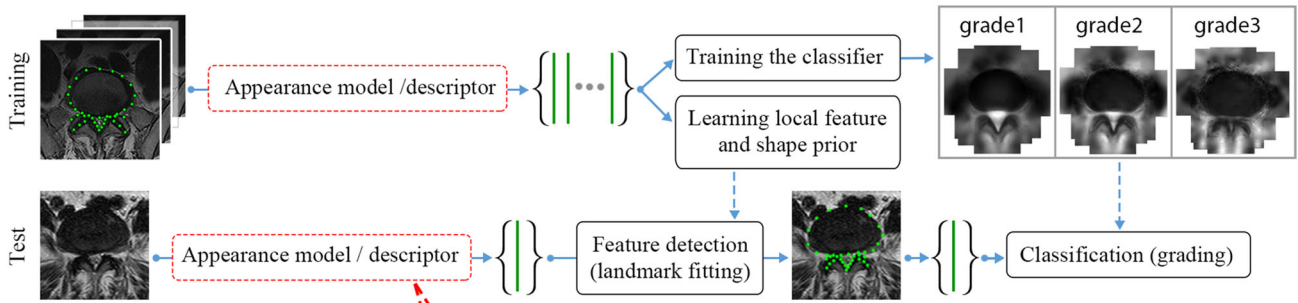 Training
Appearance model /descriptor
Training the classifier
Learning local feature
and shape prior
grade1
grade2
grade3
Test
Appearance model / descriptor
Feature detection
(landmark fitting)
Classification (grading)